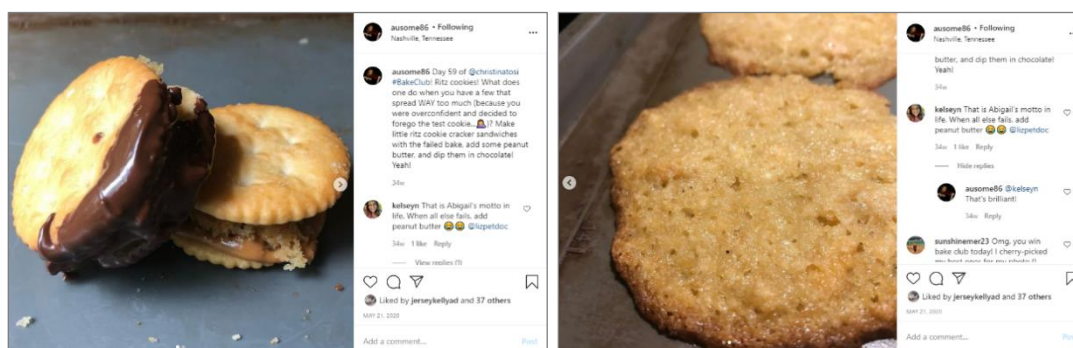 ausome86 • Following
Nashville, Tennessee
ausome86 Day 59 of @christinatosi
#BakeClub! Ritz cookies! What does
one do when you have a few that
spread WAY too much (because you
were overconfident and decided to
forego the test cookie...🤷🏽‍♀️)? Make
little ritz cookie cracker sandwiches
with the failed bake, add some peanut
butter, and dip them in chocolate!
Yeah!
34w
kelseyn That is Abigail's motto in
life. When all else fails, add
peanut butter 😂😂 @lizpetdoc
34w 1 like Reply
View replies (1)
Liked by jerseykellyad and 37 others
MAY 21, 2020
Add a comment...
Post
ausome86 • Following
Nashville, Tennessee
butter, and dip them in chocolate!
Yeah!
34w
kelseyn That is Abigail's motto in
life. When all else fails, add
peanut butter 😂😂 @lizpetdoc
34w 1 like Reply
Hide replies
ausome86 @kelseyn
That's brilliant!
34w Reply
sunshinemer23 Omg, you win
bake club today! I cherry-picked
Liked by jerseykellyad and 37 others
MAY 21, 2020
Add a comment...
Post